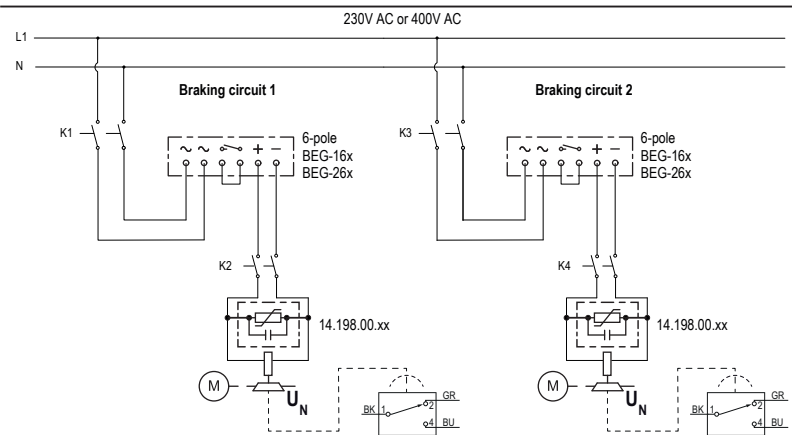 230V AC or 400V AC
L1
N
Braking circuit 1
Braking circuit 2
K1
6-pole
BEG-16x
BEG-26x
K3
6-pole
BEG-16x
BEG-26x
K2
K4
14.198.00.xx
14.198.00.xx
M
UN
M
UN
BK 1 2 GR
4 BU
BK 1 2 GR
4 BU